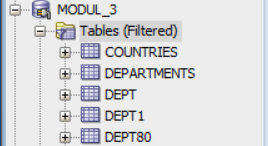 MODUL_3
Tables (Filtered)
COUNTRIES
DEPARTMENTS
DEPT
DEPT1
DEPT80